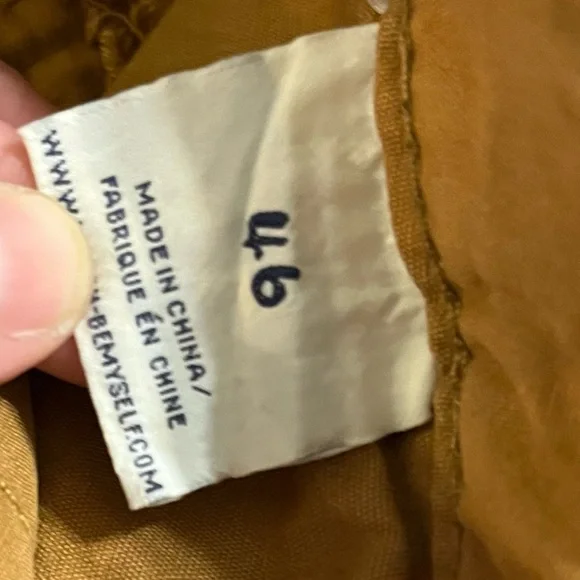 46
MADE IN CHINA/
FABRIQUE ÉN CHINE
-BEMYSELF.COM